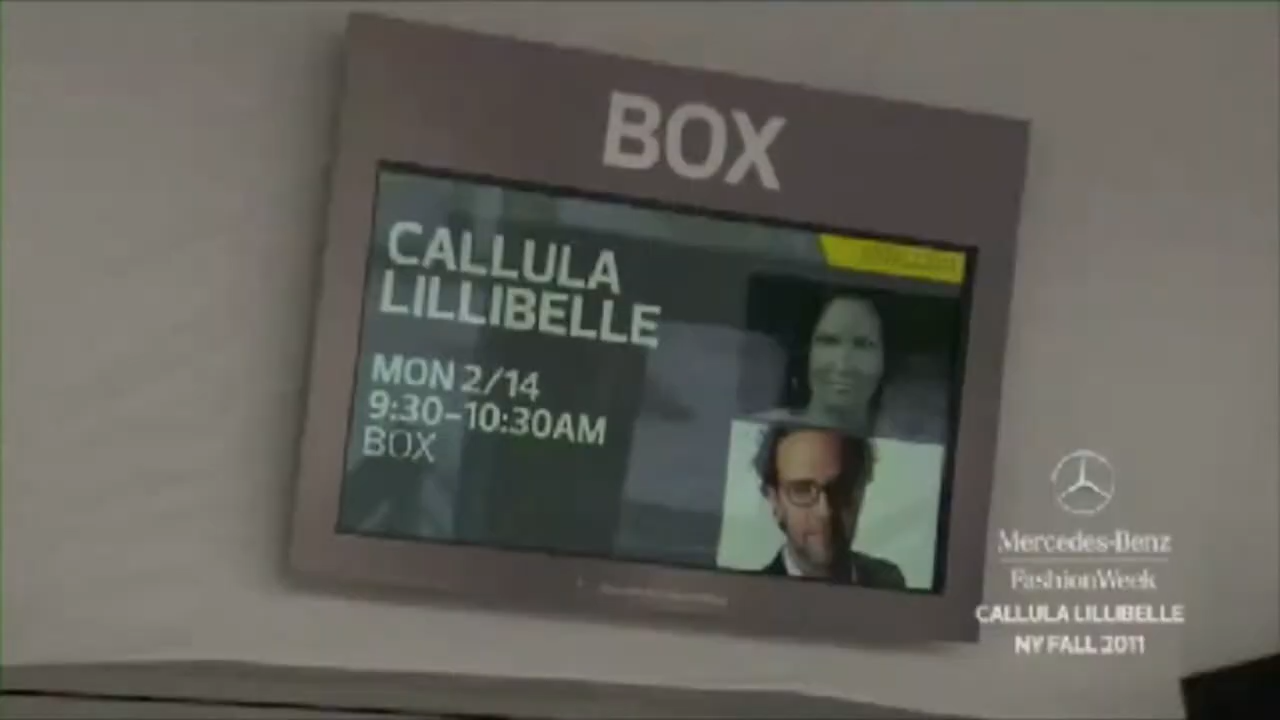 BOX
CALLULA
LILLIBELLE
MON 2/14
9:30-10:30AM
BOX
Mercedes-Benz
FashionWeek
CALLULA LILLIBELLE
NY FALL 2011